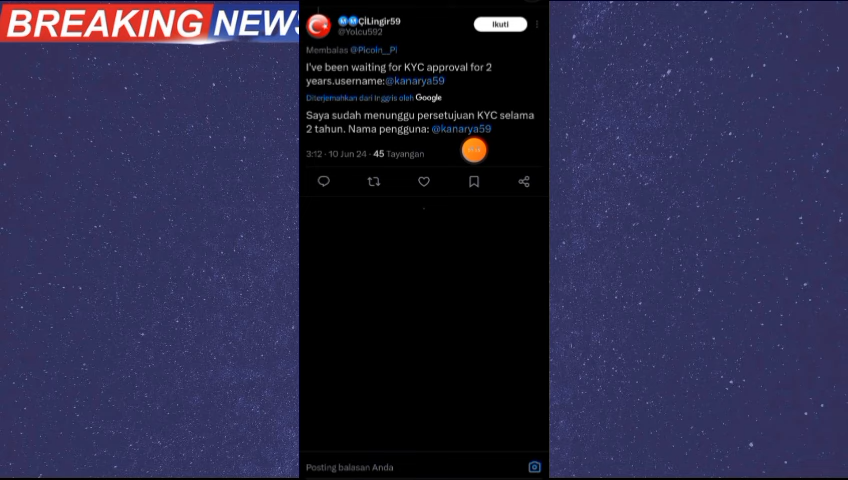 BREAKING NEWS
ÇİLingir59
@Yolcu592
Ikuti
Membalas @Picoin__Pi
I've been waiting for KYC approval for 2
years.username:@kanarya59
Diterjemahkan dari Inggris oleh Google
Saya sudah menunggu persetujuan KYC selama
2 tahun. Nama pengguna: @kanarya59
3:12 · 10 Jun 24 · 45 Tayangan
Posting balasan Anda